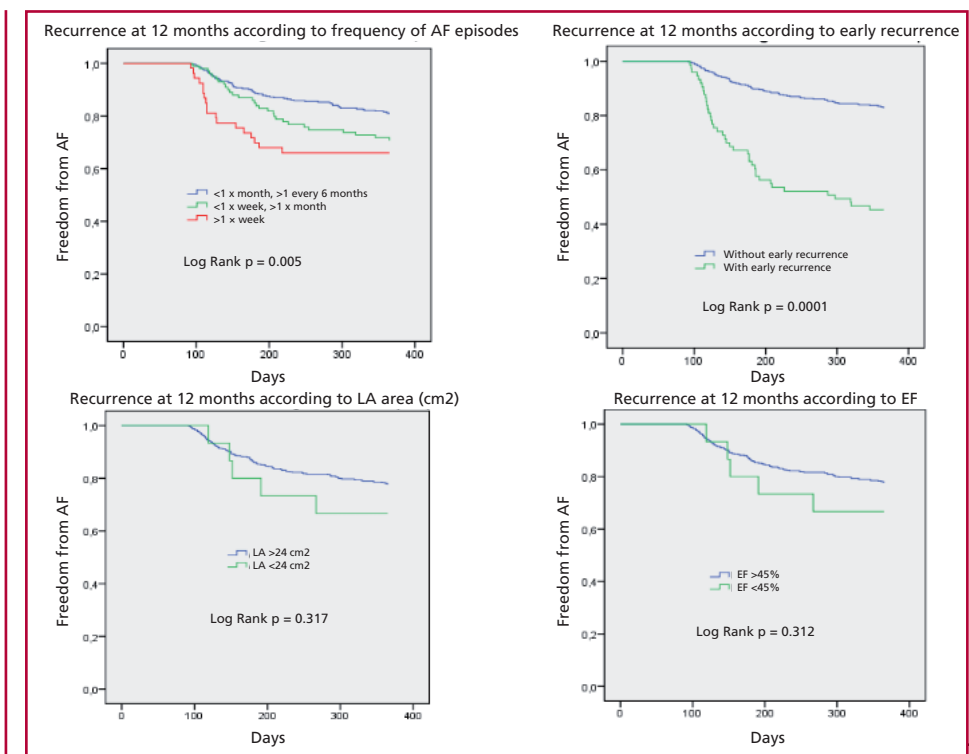 Recurrence at 12 months according to frequency of AF episodes
1,0
0,8
0,6
0,4
0,2
0,0
Freedom from AF
<1 x month, >1 every 6 months
<1 x week, >1 x month
>1 x week
Log Rank p = 0.005
0 100 200 300 400
Days
Recurrence at 12 months according to early recurrence
1,0
0,8
0,6
0,4
0,2
0,0
Freedom from AF
Without early recurrence
With early recurrence
Log Rank p = 0.0001
0 100 200 300 400
Days
Recurrence at 12 months according to LA area (cm2)
1,0
0,8
0,6
0,4
0,2
0,0
Freedom from AF
LA >24 cm2
LA <24 cm2
Log Rank p = 0.317
0 100 200 300 400
Days
Recurrence at 12 months according to EF
1,0
0,8
0,6
0,4
0,2
0,0
Freedom from AF
EF >45%
EF <45%
Log Rank p = 0.312
0 100 200 300 400
Days